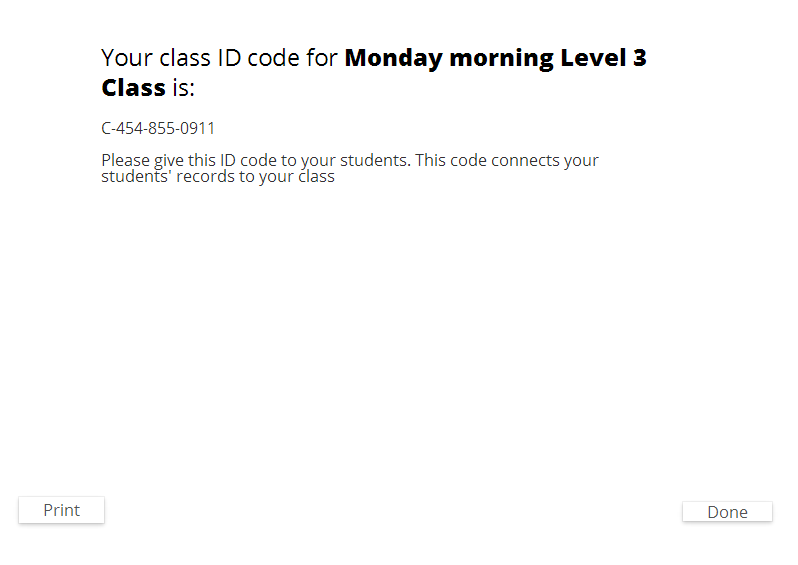 Your class ID code for Monday morning Level 3
Class is:
C-454-855-0911
Please give this ID code to your students. This code connects your
students' records to your class
Print
Done